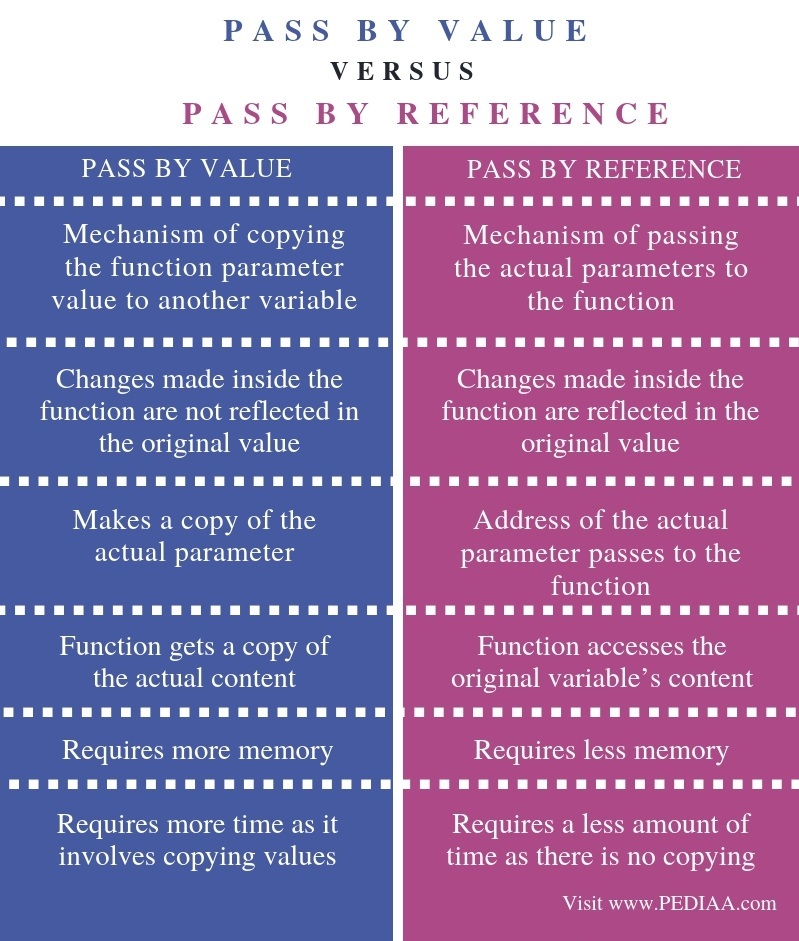 PASS BY VALUE
VERSUS
PASS BY REFERENCE
PASS BY VALUE
Mechanism of copying
the function parameter
value to another variable
Changes made inside the
function are not reflected in
the original value
Makes a copy of the
actual parameter
Function gets a copy of
the actual content
Requires more memory
Requires more time as it
involves copying values
PASS BY REFERENCE
Mechanism of passing
the actual parameters to
the function
Changes made inside the
function are reflected in the
original value
Address of the actual
parameter passes to the
function
Function accesses the
original variable’s content
Requires less memory
Requires a less amount of
time as there is no copying
Visit www.PEDIAA.com